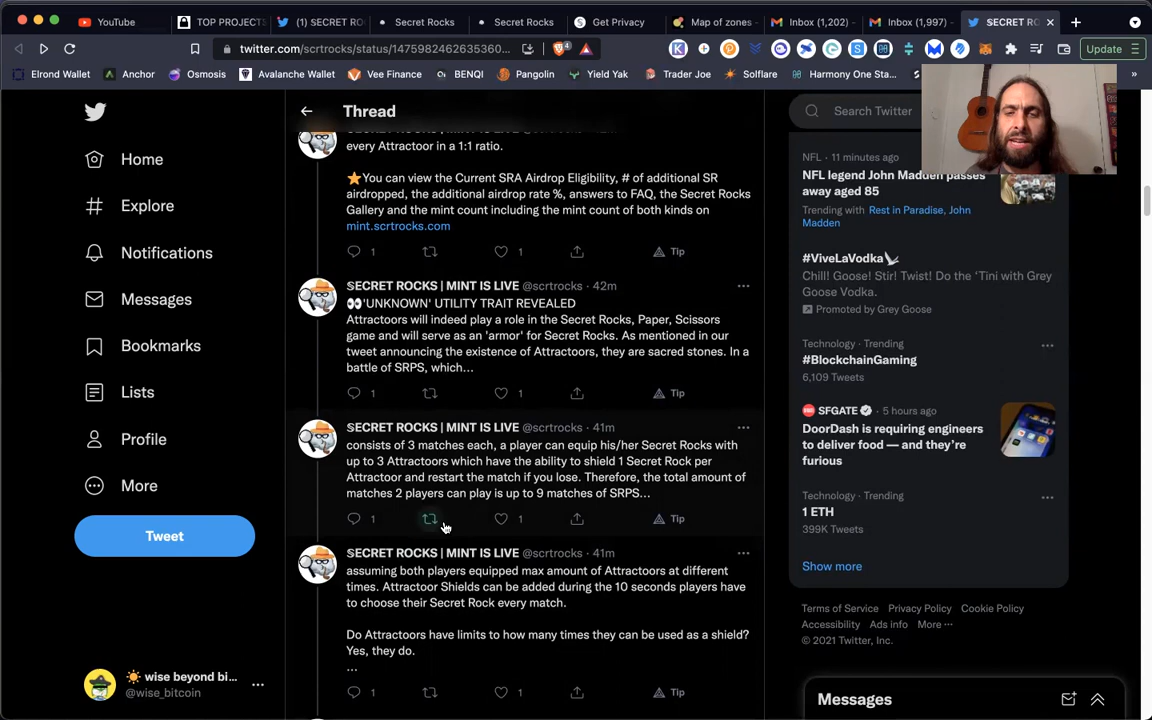 YouTube
TOP PROJECTS
(1) SECRET RO
Secret Rocks
Secret Rocks
Get Privacy
Map of zones
Inbox (1,202)
Inbox (1,997)
SECRET RO
twitter.com/scrtrocks/status/1475982462635360...
4
Update
Elrond Wallet
Anchor
Osmosis
Avalanche Wallet
Vee Finance
BENQI
Pangolin
Yield Yak
Trader Joe
Solflare
Harmony One Sta...
Home
Explore
Notifications
Messages
Bookmarks
Lists
Profile
More
Tweet
wise beyond bi...
@wise_bitcoin
Thread
every Attractoor in a 1:1 ratio.
⭐You can view the Current SRA Airdrop Eligibility, # of additional SR
airdropped, the additional airdrop rate %, answers to FAQ, the Secret Rocks
Gallery and the mint count including the mint count of both kinds on
mint.scrtrocks.com
1
1
Tip
SECRET ROCKS | MINT IS LIVE @scrtrocks · 42m
👀'UNKNOWN' UTILITY TRAIT REVEALED
Attractoors will indeed play a role in the Secret Rocks, Paper, Scissors
game and will serve as an 'armor' for Secret Rocks. As mentioned in our
tweet announcing the existence of Attractoors, they are sacred stones. In a
battle of SRPS, which...
1
1
Tip
SECRET ROCKS | MINT IS LIVE @scrtrocks · 41m
consists of 3 matches each, a player can equip his/her Secret Rocks with
up to 3 Attractoors which have the ability to shield 1 Secret Rock per
Attractoor and restart the match if you lose. Therefore, the total amount of
matches 2 players can play is up to 9 matches of SRPS...
1
1
Tip
SECRET ROCKS | MINT IS LIVE @scrtrocks · 41m
assuming both players equipped max amount of Attractoors at different
times. Attractoor Shields can be added during the 10 seconds players have
to choose their Secret Rock every match.
Do Attractoors have limits to how many times they can be used as a shield?
Yes, they do.
...
1
1
Tip
Search Twitter
NFL · 11 minutes ago
NFL legend John Madden passes
away aged 85
Trending with Rest in Paradise, John
Madden
#ViveLaVodka
Chill! Goose! Stir! Twist! Do the 'Tini with Grey
Goose Vodka.
Promoted by Grey Goose
Technology · Trending
#BlockchainGaming
6,109 Tweets
SFGATE · 5 hours ago
DoorDash is requiring engineers
to deliver food — and they're
furious
Technology · Trending
1 ETH
399K Tweets
Show more
Terms of Service Privacy Policy Cookie Policy
Accessibility Ads info More ···
© 2021 Twitter, Inc.
Messages